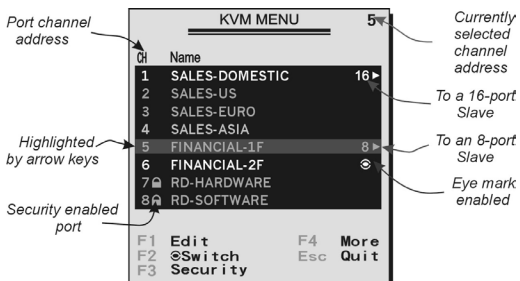 KVM MENU 5
Port channel
address
Currently
selected
channel
address
CH Name
1 SALES-DOMESTIC 16
2 SALES-US
3 SALES-EURO
4 SALES-ASIA
5 FINANCIAL-1F 8
6 FINANCIAL-2F
7 RD-HARDWARE
8 RD-SOFTWARE
To a 16-port
Slave
Highlighted
by arrow keys
To an 8-port
Slave
Eye mark
enabled
Security enabled
port
F1 Edit F4 More
F2 Switch Esc Quit
F3 Security